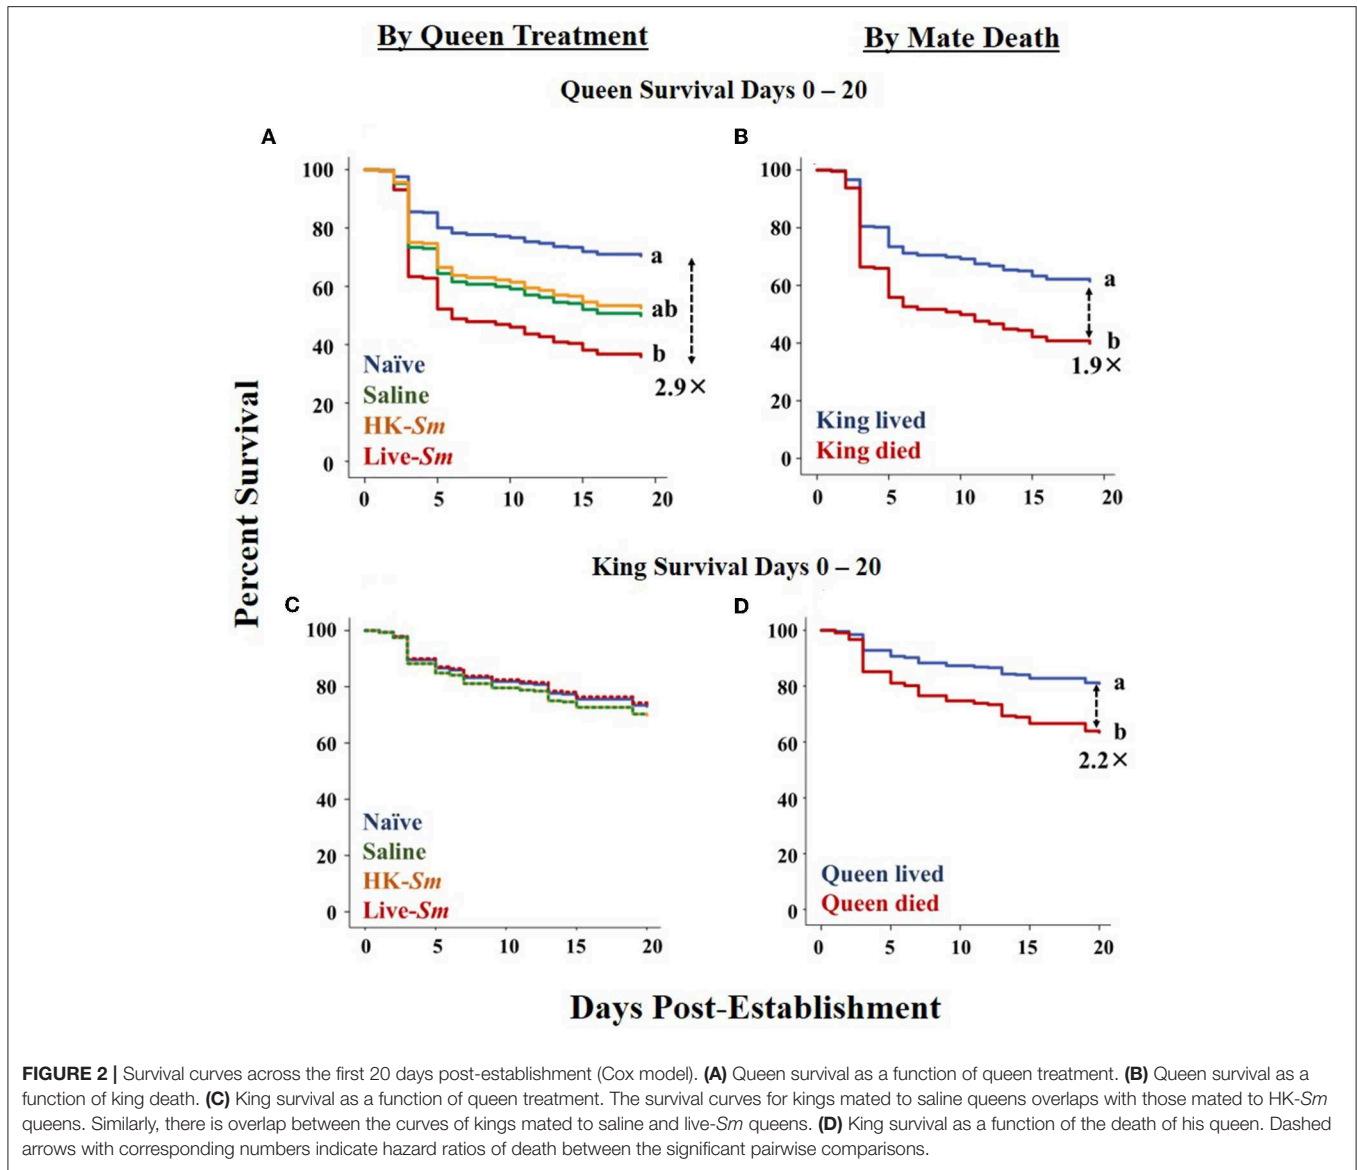 By Queen Treatment
By Mate Death
Queen Survival Days 0 – 20
A
B
100
80
60
40
20
0
a
ab
b
2.9×
Naïve
Saline
HK-Sm
Live-Sm
0 5 10 15 20
100
80
60
40
20
0
a
b
1.9×
King lived
King died
0 5 10 15 20
Percent Survival
King Survival Days 0 – 20
C
D
100
80
60
40
20
0
Naïve
Saline
HK-Sm
Live-Sm
0 5 10 15 20
100
80
60
40
20
0
a
b
2.2×
Queen lived
Queen died
0 5 10 15 20
Days Post-Establishment
FIGURE 2 | Survival curves across the first 20 days post-establishment (Cox model). (A) Queen survival as a function of queen treatment. (B) Queen survival as a
function of king death. (C) King survival as a function of queen treatment. The survival curves for kings mated to saline queens overlaps with those mated to HK-Sm
queens. Similarly, there is overlap between the curves of kings mated to saline and live-Sm queens. (D) King survival as a function of the death of his queen. Dashed
arrows with corresponding numbers indicate hazard ratios of death between the significant pairwise comparisons.